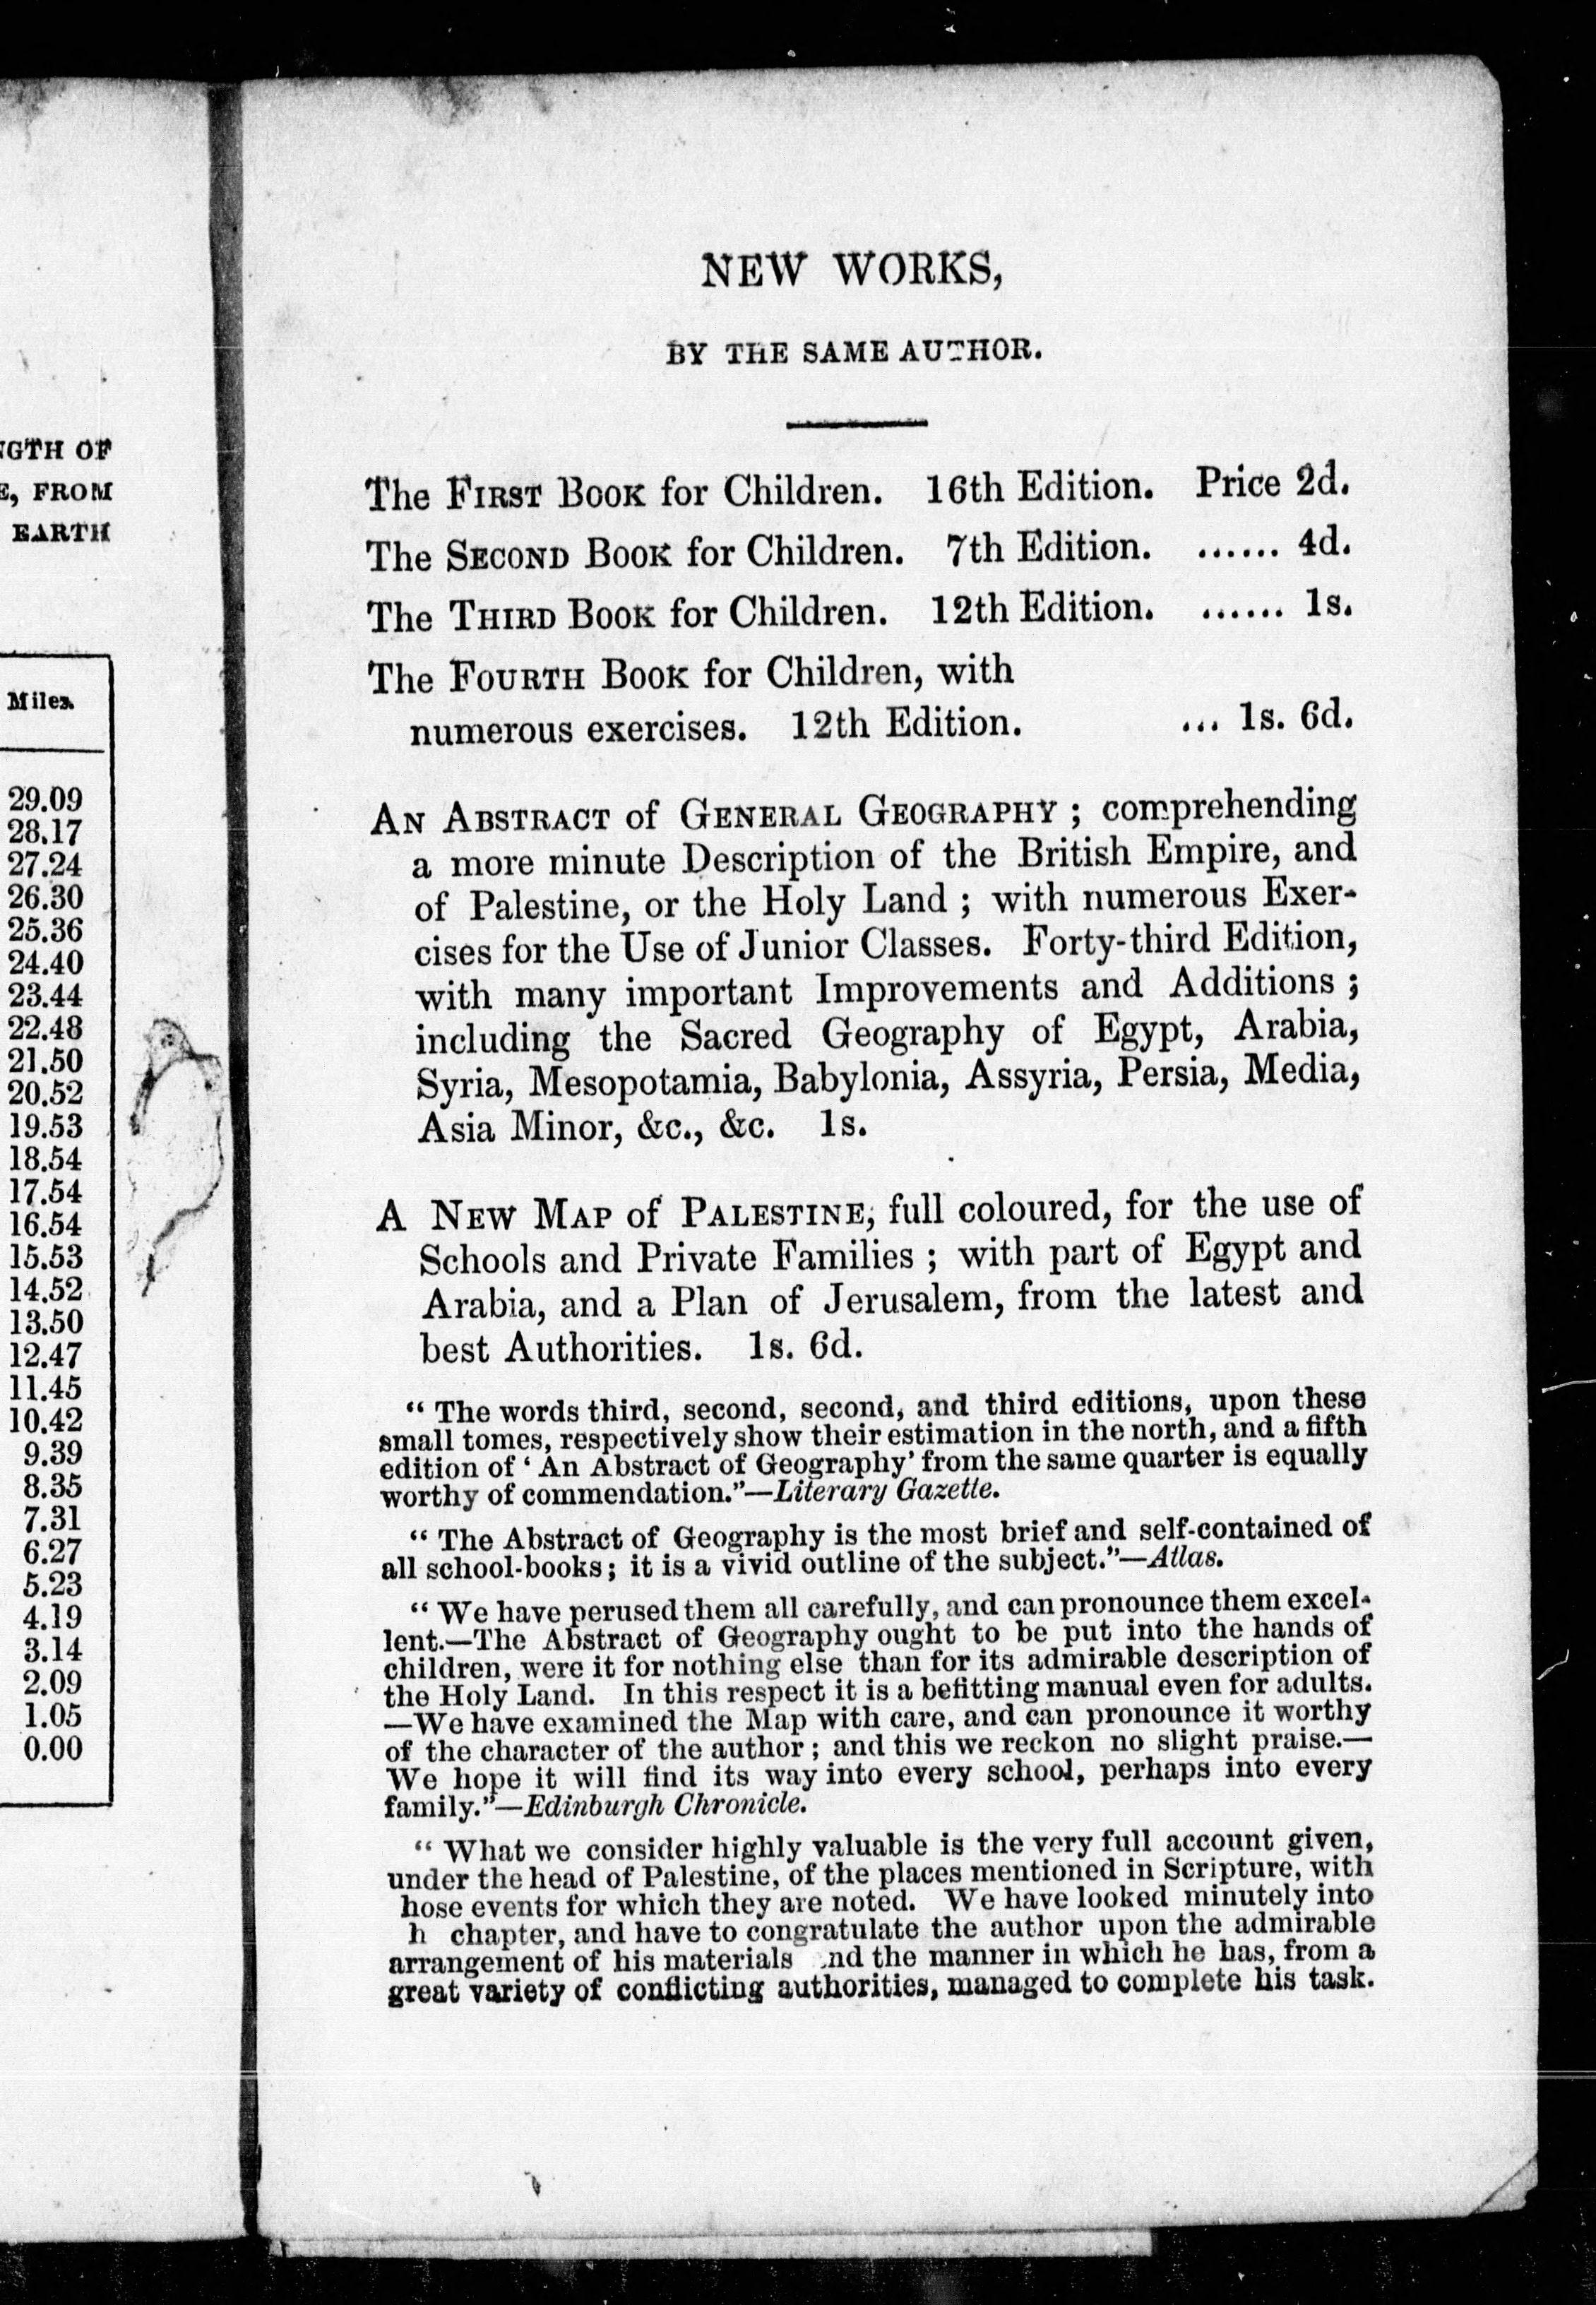 NGTH OF
E, FROM
EARTH
Miles.
29.09
28.17
27.24
26.30
25.36
24.40
23.44
22.48
21.50
20.52
19.53
18.54
17.54
16.54
15.53
14.52
13.50
12.47
11.45
10.42
9.39
8.35
7.31
6.27
5.23
4.19
3.14
2.09
1.05
0.00
NEW WORKS,
BY THE SAME AUTHOR.
The FIRST BOOK for Children. 16th Edition. Price 2d.
The SECOND BOOK for Children. 7th Edition. ...... 4d.
The THIRD BOOK for Children. 12th Edition. ...... 1s.
The FOURTH BOOK for Children, with
numerous exercises. 12th Edition. ... 1s. 6d.
AN ABSTRACT of GENERAL GEOGRAPHY ; comprehending
a more minute Description of the British Empire, and
of Palestine, or the Holy Land ; with numerous Exer-
cises for the Use of Junior Classes. Forty-third Edition,
with many important Improvements and Additions ;
including the Sacred Geography of Egypt, Arabia,
Syria, Mesopotamia, Babylonia, Assyria, Persia, Media,
Asia Minor, &c., &c. 1s.
A NEW MAP of PALESTINE, full coloured, for the use of
Schools and Private Families ; with part of Egypt and
Arabia, and a Plan of Jerusalem, from the latest and
best Authorities. 1s. 6d.
“ The words third, second, second, and third editions, upon these
small tomes, respectively show their estimation in the north, and a fifth
edition of ‘ An Abstract of Geography’ from the same quarter is equally
worthy of commendation.”—Literary Gazette.
“ The Abstract of Geography is the most brief and self-contained of
all school-books; it is a vivid outline of the subject.”—Atlas.
“ We have perused them all carefully, and can pronounce them excel-
lent.—The Abstract of Geography ought to be put into the hands of
children, were it for nothing else than for its admirable description of
the Holy Land. In this respect it is a befitting manual even for adults.
—We have examined the Map with care, and can pronounce it worthy
of the character of the author ; and this we reckon no slight praise.—
We hope it will find its way into every school, perhaps into every
family.”—Edinburgh Chronicle.
“ What we consider highly valuable is the very full account given,
under the head of Palestine, of the places mentioned in Scripture, with
hose events for which they are noted. We have looked minutely into
h chapter, and have to congratulate the author upon the admirable
arrangement of his materials nd the manner in which he has, from a
great variety of conflicting authorities, managed to complete his task.